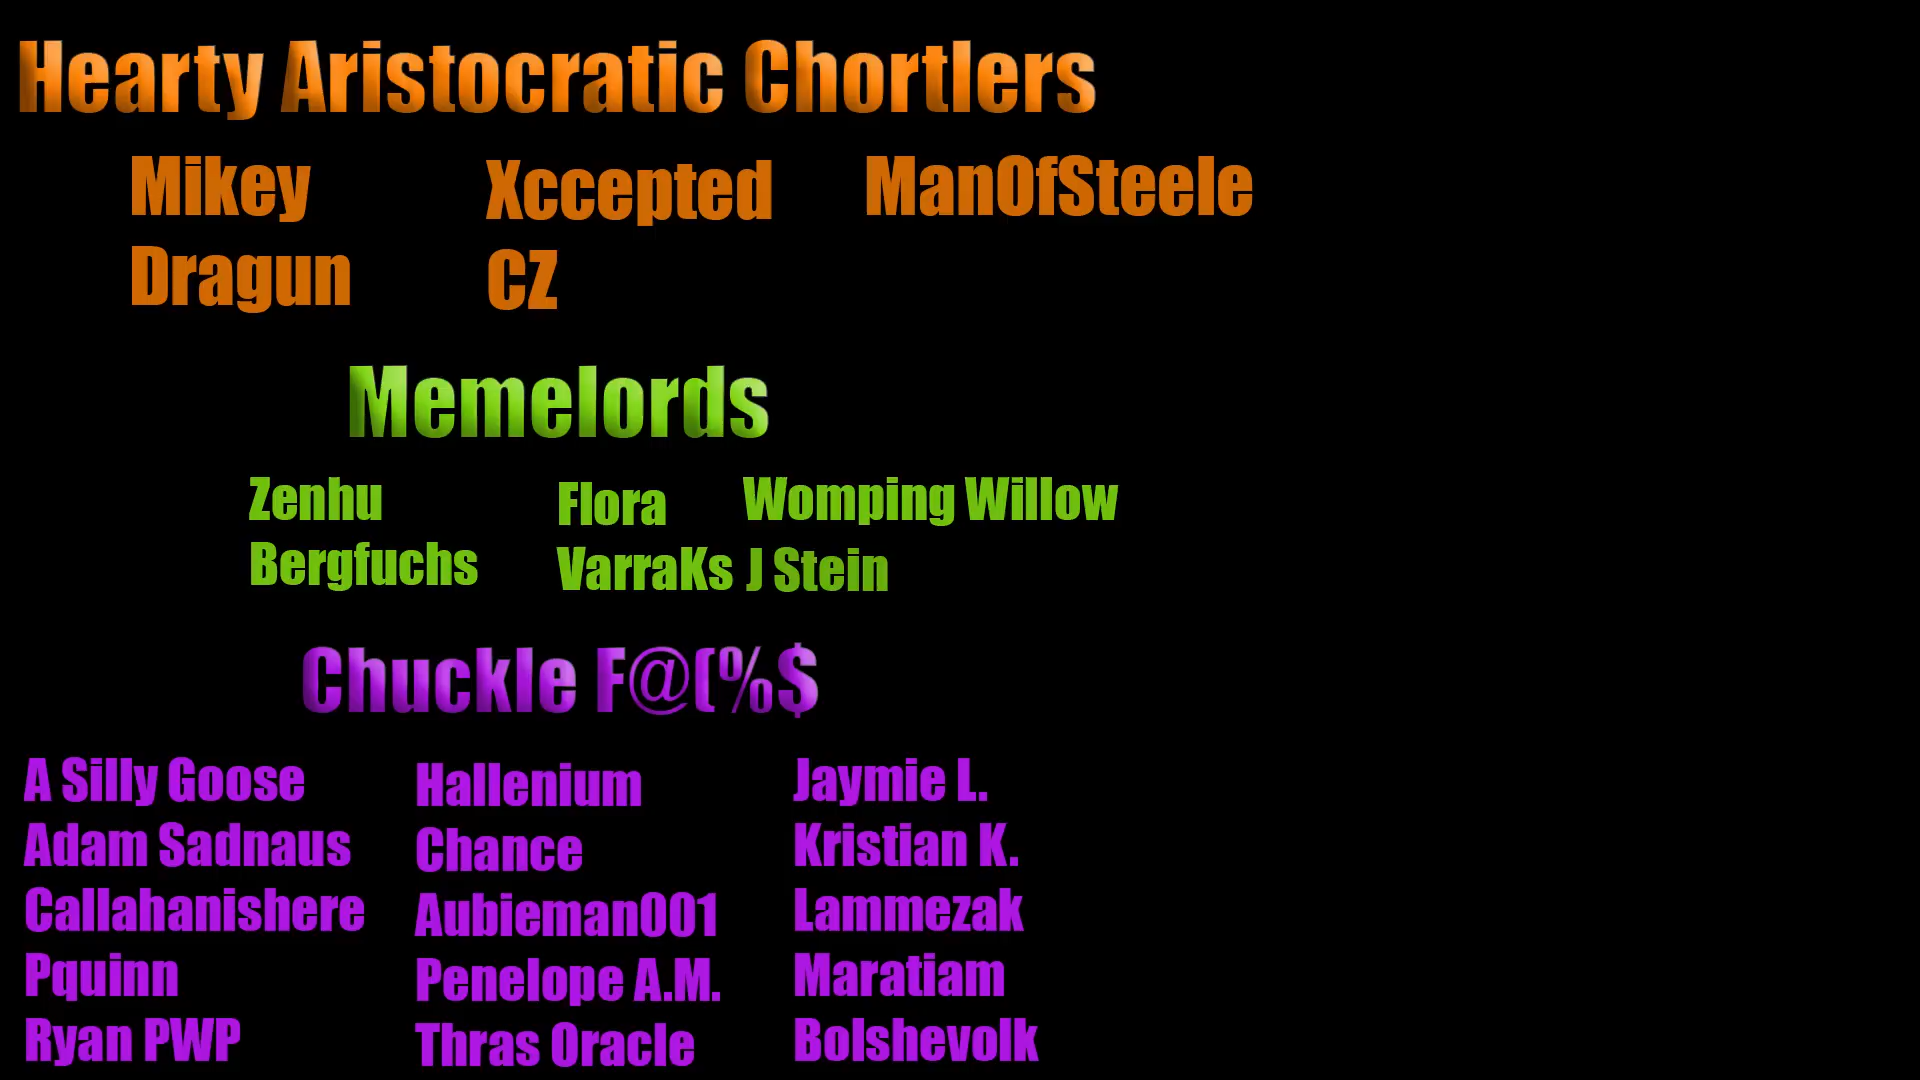 Hearty Aristocratic Chortlers
Mikey Xccepted ManOfSteele
Dragun CZ
Memelords
Zenhu Flora Womping Willow
Bergfuchs VarraKs J Stein
Chuckle F@(%$
A Silly Goose Hallenium Jaymie L.
Adam Sadnaus Chance Kristian K.
Callahanishere Aubieman001 Lammezak
Pquinn Penelope A.M. Maratiam
Ryan PWP Thras Oracle Bolshevolk